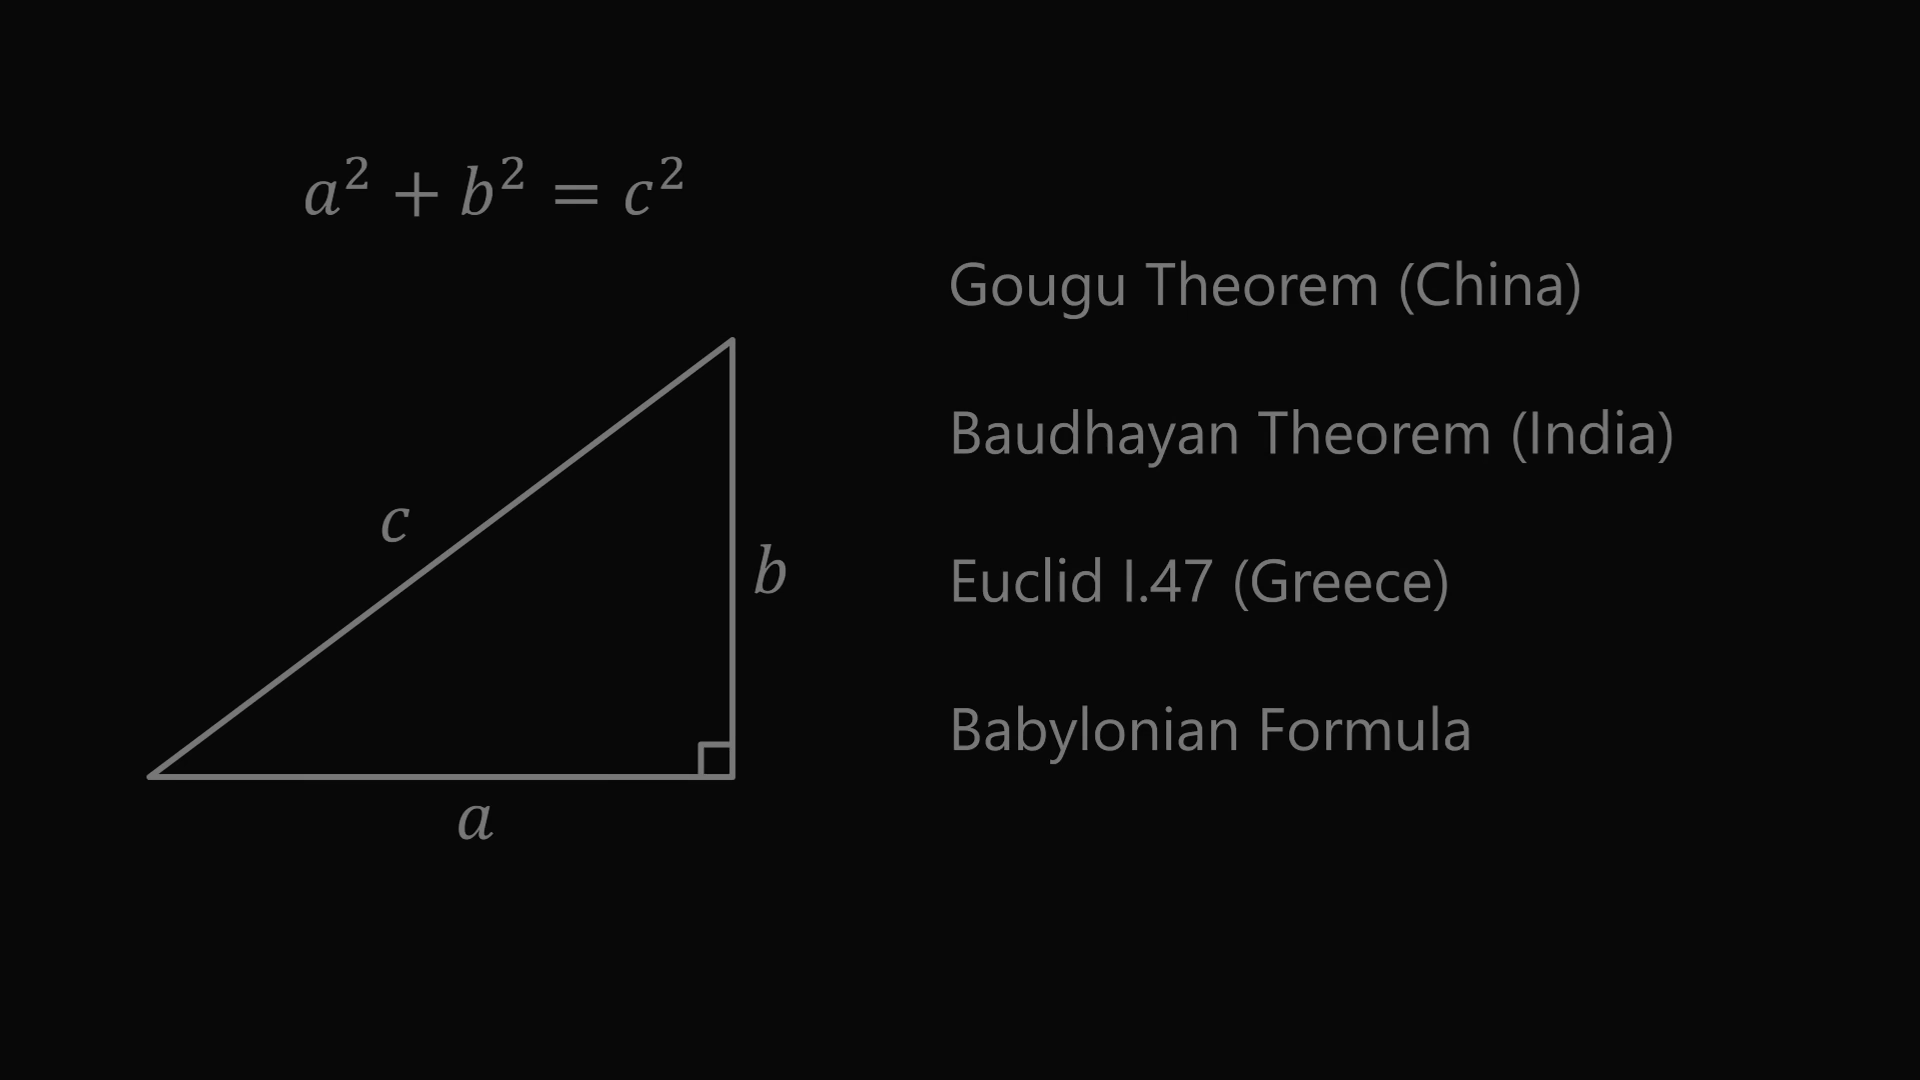 a² + b² = c²
Gougu Theorem (China)
Baudhayan Theorem (India)
c
b
Euclid I.47 (Greece)
Babylonian Formula
a